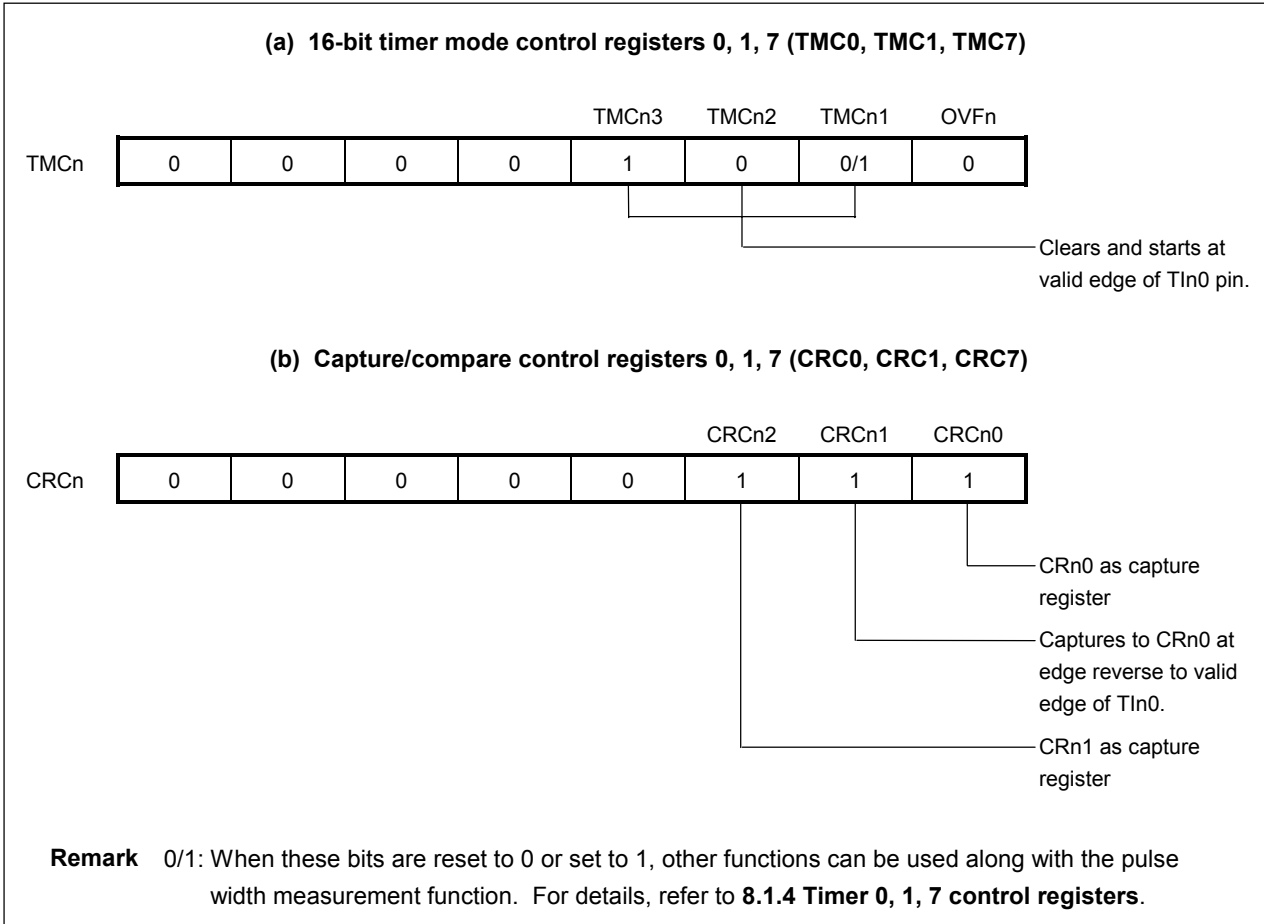 (a) 16-bit timer mode control registers 0, 1, 7 (TMC0, TMC1, TMC7)
TMCn3 TMCn2 TMCn1 OVFn
TMCn 0 0 0 0 1 0 0/1 0
Clears and starts at
valid edge of TIn0 pin.
(b) Capture/compare control registers 0, 1, 7 (CRC0, CRC1, CRC7)
CRCn2 CRCn1 CRCn0
CRCn 0 0 0 0 0 1 1 1
CRn0 as capture
register
Captures to CRn0 at
edge reverse to valid
edge of TIn0.
CRn1 as capture
register
Remark 0/1: When these bits are reset to 0 or set to 1, other functions can be used along with the pulse
width measurement function. For details, refer to 8.1.4 Timer 0, 1, 7 control registers.